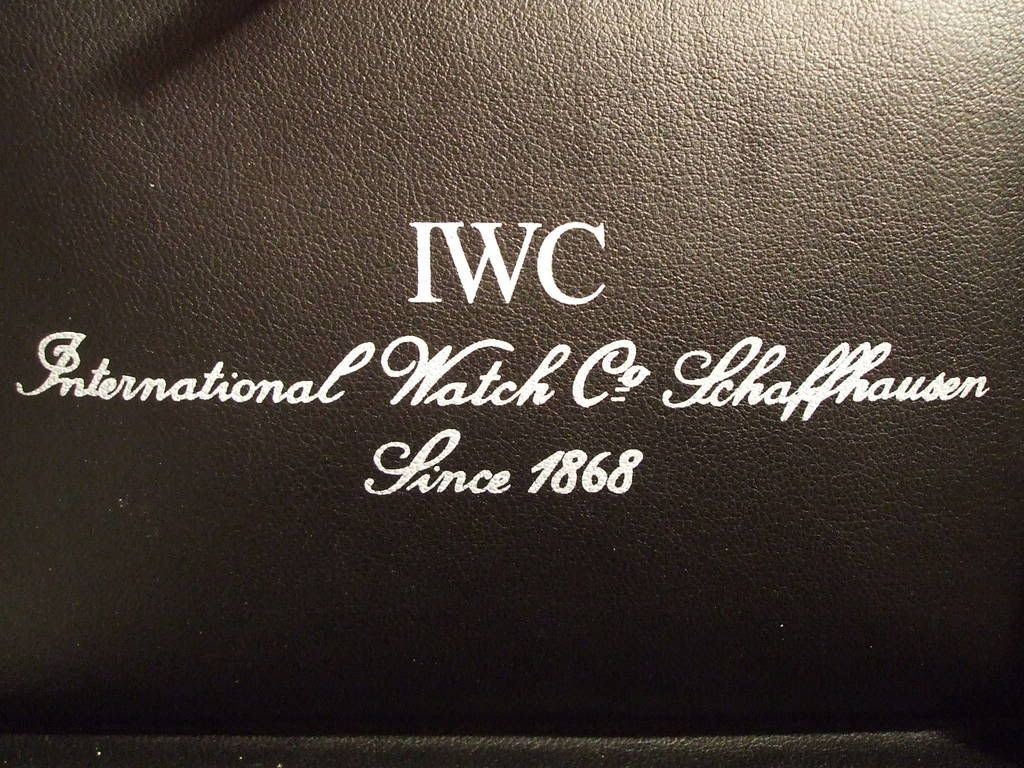 IWC
International Watch Co Schaffhausen
Since 1868